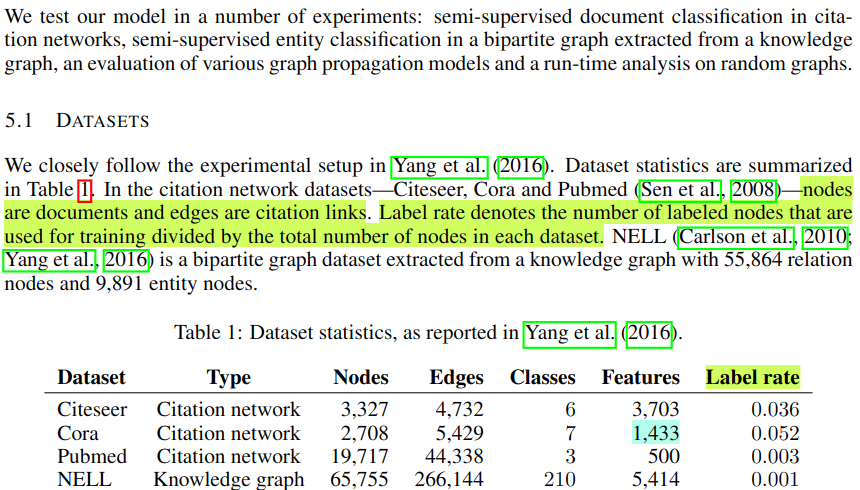 We test our model in a number of experiments: semi-supervised document classification in cita-
tion networks, semi-supervised entity classification in a bipartite graph extracted from a knowledge
graph, an evaluation of various graph propagation models and a run-time analysis on random graphs.
5.1 DATASETS
We closely follow the experimental setup in Yang et al. (2016). Dataset statistics are summarized
in Table 1. In the citation network datasets—Citeseer, Cora and Pubmed (Sen et al., 2008)—nodes
are documents and edges are citation links. Label rate denotes the number of labeled nodes that are
used for training divided by the total number of nodes in each dataset. NELL (Carlson et al., 2010;
Yang et al., 2016) is a bipartite graph dataset extracted from a knowledge graph with 55,864 relation
nodes and 9,891 entity nodes.
Table 1: Dataset statistics, as reported in Yang et al. (2016).
Dataset Type Nodes Edges Classes Features Label rate
Citeseer Citation network 3,327 4,732 6 3,703 0.036
Cora Citation network 2,708 5,429 7 1,433 0.052
Pubmed Citation network 19,717 44,338 3 500 0.003
NELL Knowledge graph 65,755 266,144 210 5,414 0.001